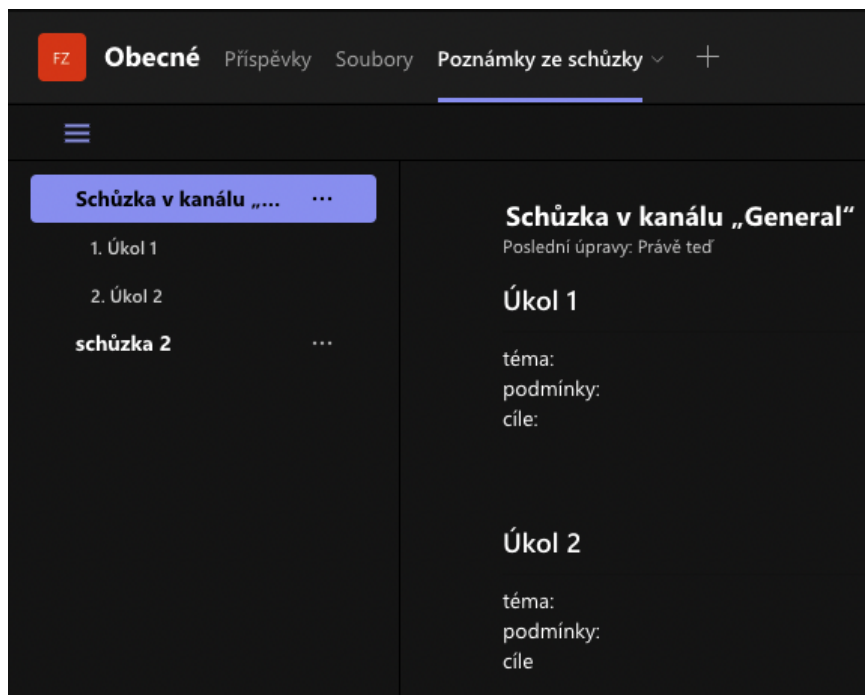 FZ Obecné Příspěvky Soubory Poznámky ze schůzky
Schůzka v kanálu „... ...
1. Úkol 1
2. Úkol 2
schůzka 2 ...
Schůzka v kanálu „General“
Poslední úpravy: Právě teď
Úkol 1
téma:
podmínky:
cíle:
Úkol 2
téma:
podmínky:
cíle